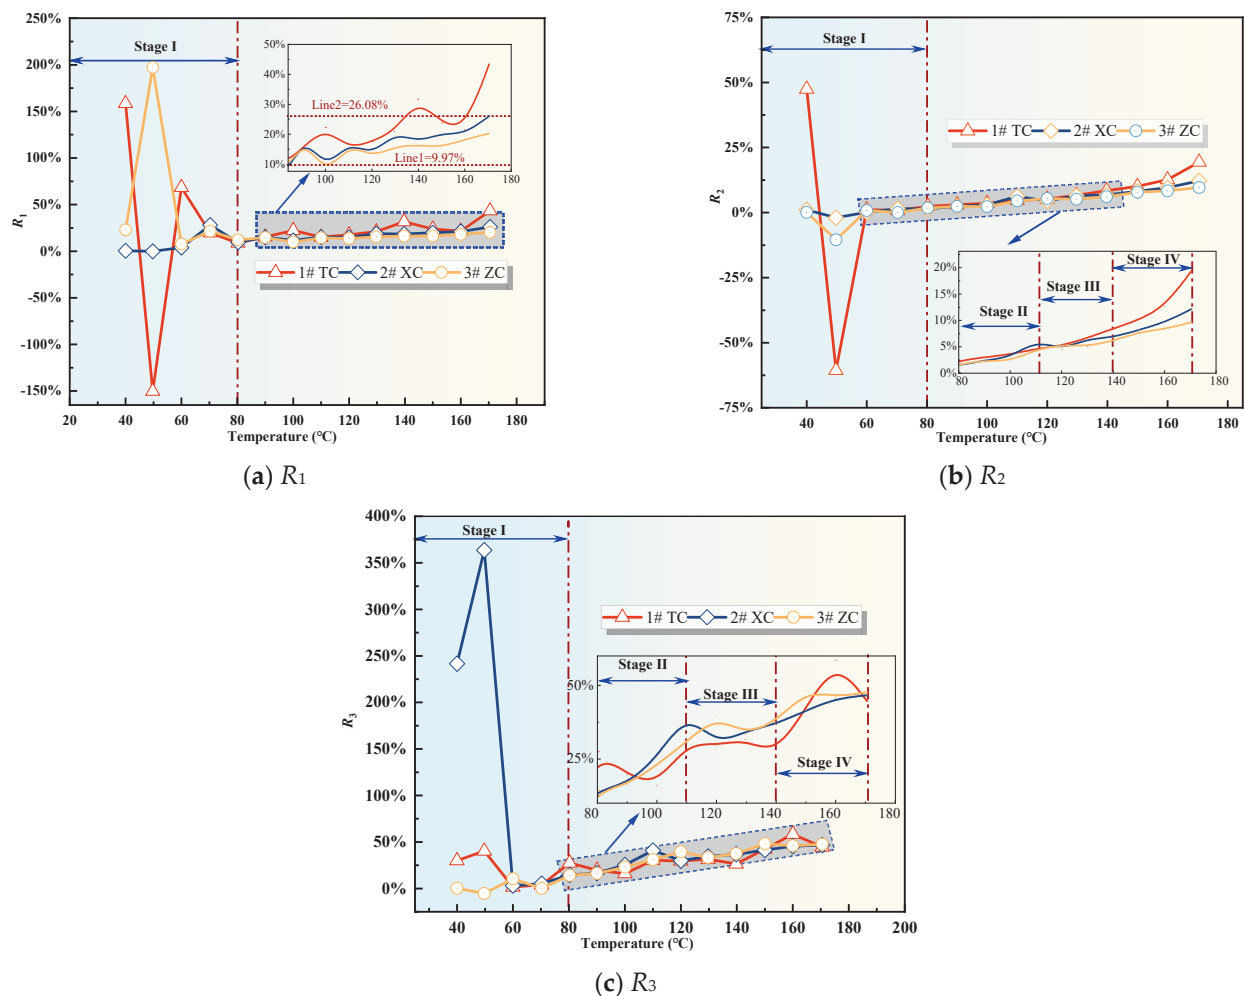 250%
200%
150%
100%
50%
0%
-50%
-100%
-150%
R1
Stage I
50%
40%
30%
20%
10%
Line2=26.08%
Line1=9.97%
100 120 140 160 180
1# TC 2# XC 3# ZC
20 40 60 80 100 120 140 160 180
Temperature (℃)
(a) R1
75%
50%
25%
0%
-25%
-50%
-75%
R2
Stage I
1# TC 2# XC 3# ZC
20%
15%
10%
5%
0%
Stage IV
Stage III
Stage II
80 100 120 140 160 180
40 60 80 100 120 140 160 180
Temperature (℃)
(b) R2
400%
350%
300%
250%
200%
150%
100%
50%
0%
R3
Stage I
1# TC 2# XC 3# ZC
50%
25%
Stage II
Stage III
Stage IV
80 100 120 140 160 180
40 60 80 100 120 140 160 180 200
Temperature (℃)
(c) R3